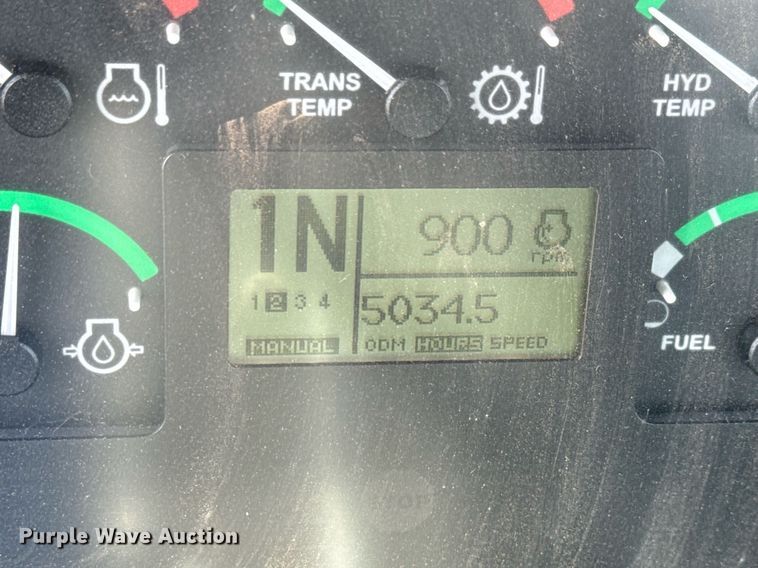 TRANS TEMP
HYD TEMP
1N
900
rpm
1 2 3 4
5034.5
MANUAL
ODM HOURS SPEED
FUEL
Purple Wave Auction